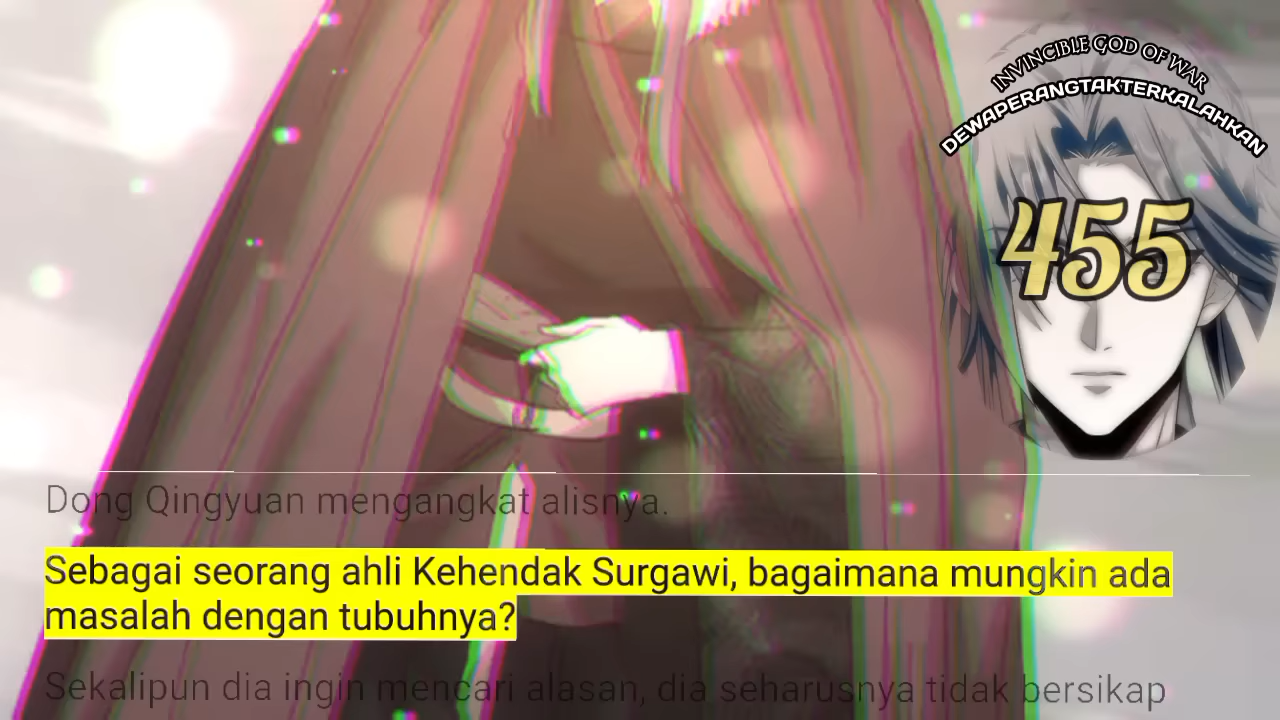 INVINCIBLE GOD OF WAR
DEWAPERANGTAKTERKALAHKAN
455
Dong Qingyuan mengangkat alisnya.
Sebagai seorang ahli Kehendak Surgawi, bagaimana mungkin ada
masalah dengan tubuhnya?
Sekalipun dia ingin mencari alasan, dia seharusnya tidak bersikap